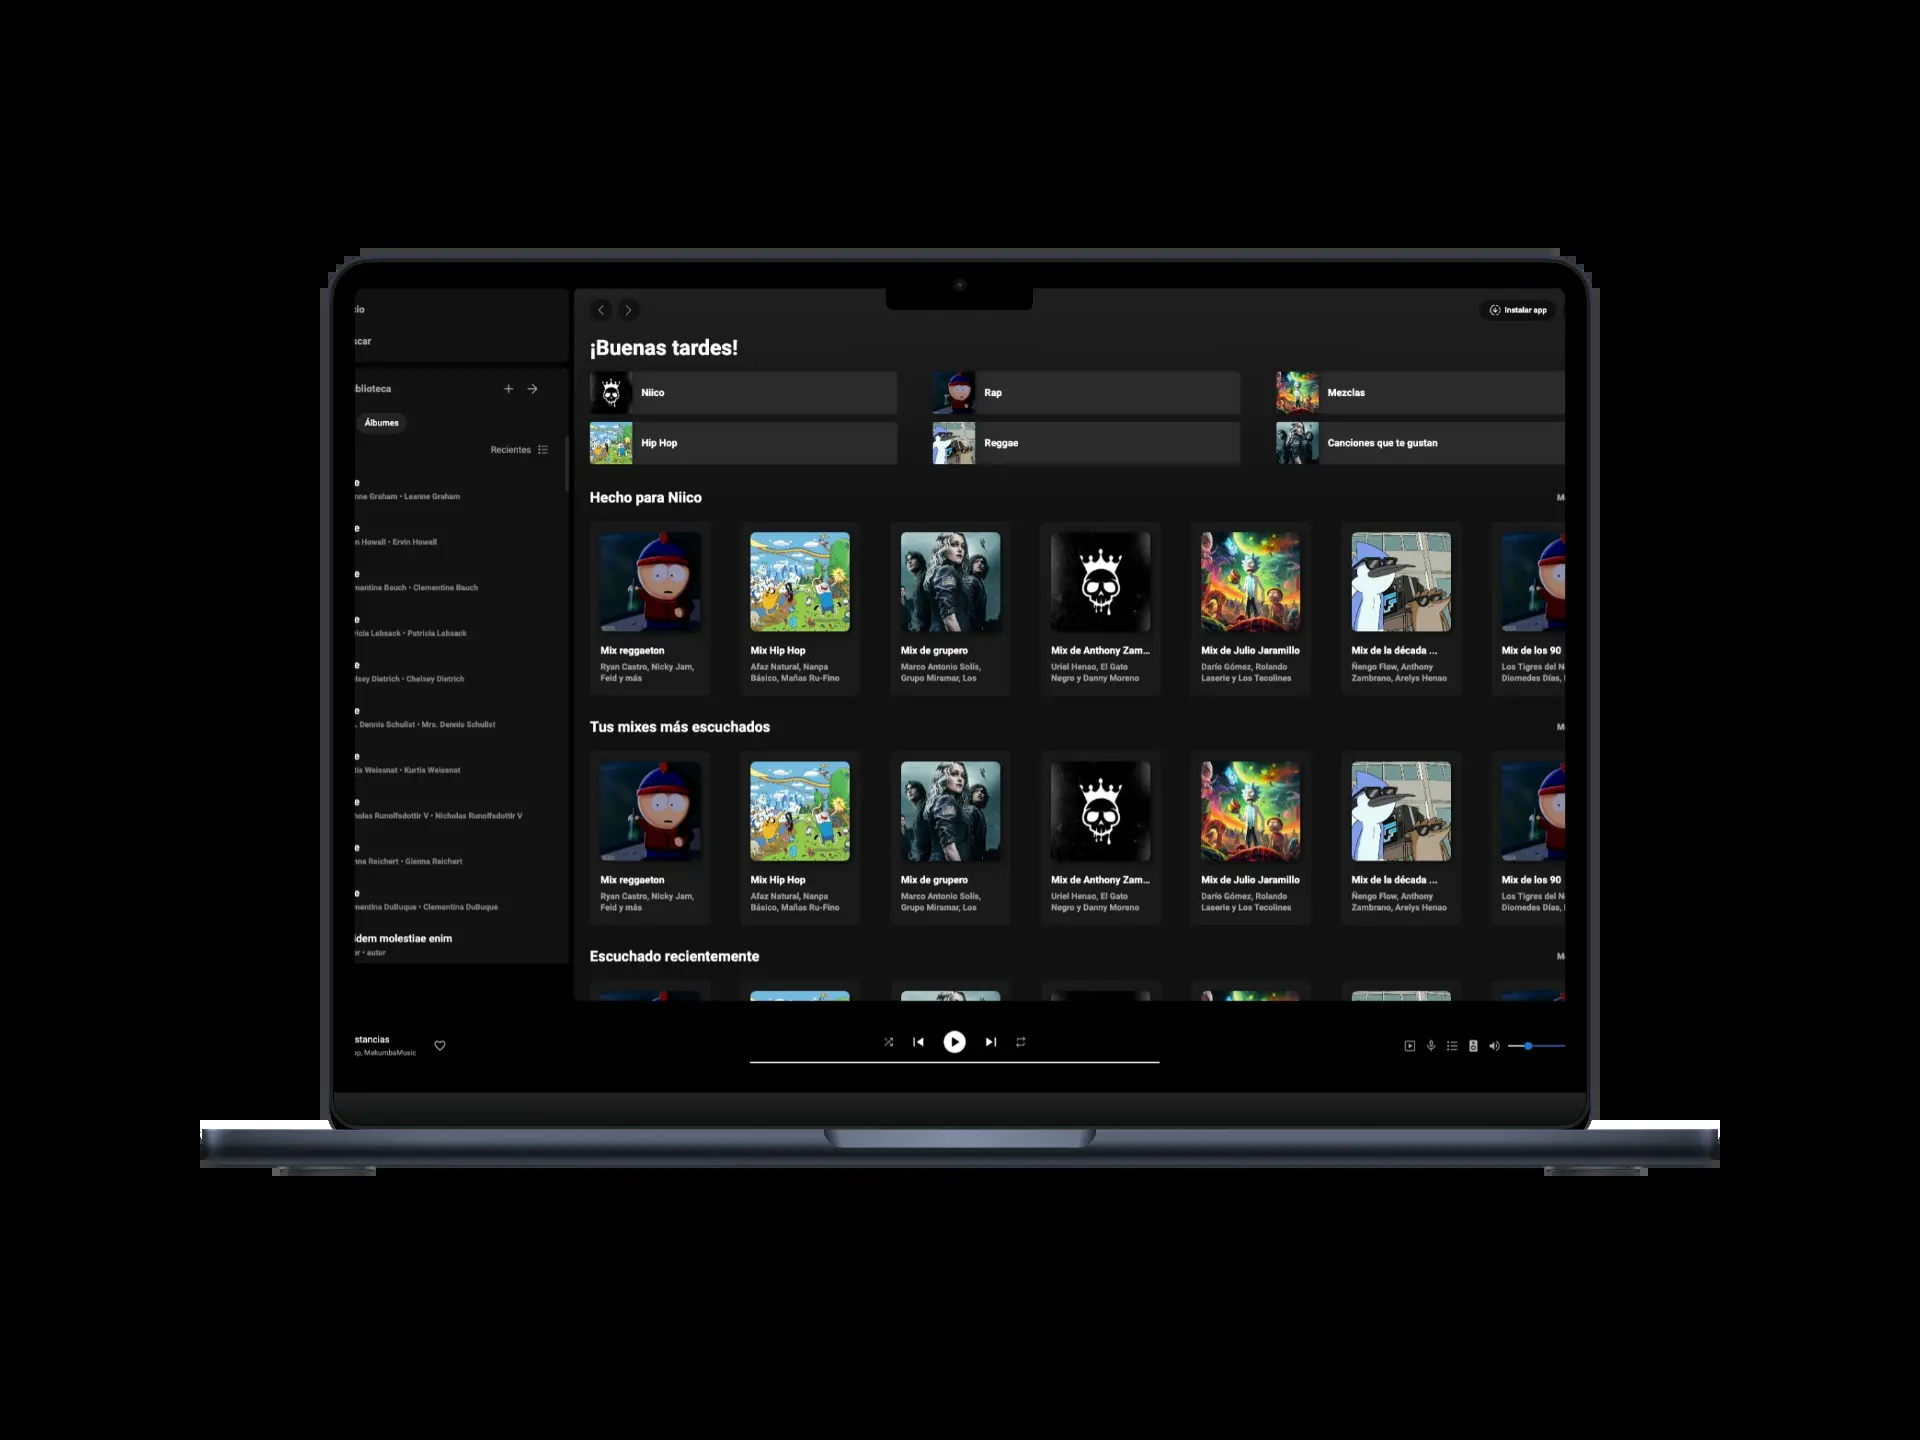 cio
scar
blioteca
Álbumes
Recientes
e
nne Graham • Leanne Graham
e
n Howell • Ervin Howell
e
mentine Bauch • Clementine Bauch
e
ricia Lebsack • Patricia Lebsack
e
lsey Dietrich • Chelsey Dietrich
e
. Dennis Schulist • Mrs. Dennis Schulist
e
tis Weissnat • Kurtis Weissnat
e
holas Runolfsdottir V • Nicholas Runolfsdottir V
e
nna Reichert • Glenna Reichert
e
mentina DuBuque • Clementina DuBuque
idem molestiae enim
or • autor
Instalar app
¡Buenas tardes!
Niico
Rap
Mezclas
Hip Hop
Reggae
Canciones que te gustan
Hecho para Niico
M
Mix reggaeton
Ryan Castro, Nicky Jam,
Feid y más
Mix Hip Hop
Afaz Natural, Nanpa
Básico, Mañas Ru-Fino
Mix de grupero
Marco Antonio Solís,
Grupo Miramar, Los
Mix de Anthony Zam...
Uriel Henao, El Gato
Negro y Danny Moreno
Mix de Julio Jaramillo
Darío Gómez, Rolando
Laserie y Los Tecolines
Mix de la década ...
Ñengo Flow, Anthony
Zambrano, Arelys Henao
Mix de los 90
Los Tigres del N
Diomedes Días,
Tus mixes más escuchados
M
Mix reggaeton
Ryan Castro, Nicky Jam,
Feid y más
Mix Hip Hop
Afaz Natural, Nanpa
Básico, Mañas Ru-Fino
Mix de grupero
Marco Antonio Solís,
Grupo Miramar, Los
Mix de Anthony Zam...
Uriel Henao, El Gato
Negro y Danny Moreno
Mix de Julio Jaramillo
Darío Gómez, Rolando
Laserie y Los Tecolines
Mix de la década ...
Ñengo Flow, Anthony
Zambrano, Arelys Henao
Mix de los 90
Los Tigres del N
Diomedes Días,
Escuchado recientemente
M
stancias
op, MakumbaMusic